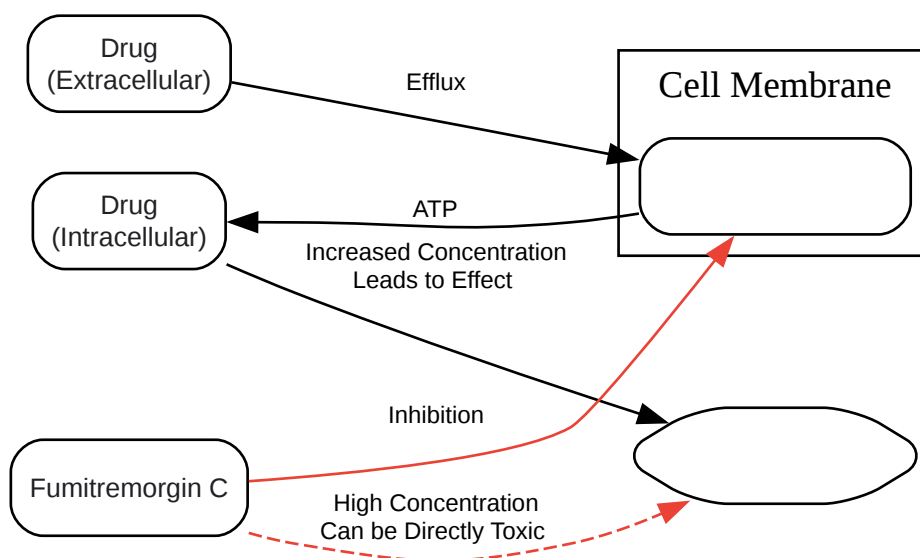 Drug
(Extracellular)
Efflux
Cell Membrane
Drug
(Intracellular)
ATP
Increased Concentration
Leads to Effect
Inhibition
Fumitremorgin C
High Concentration
Can be Directly Toxic